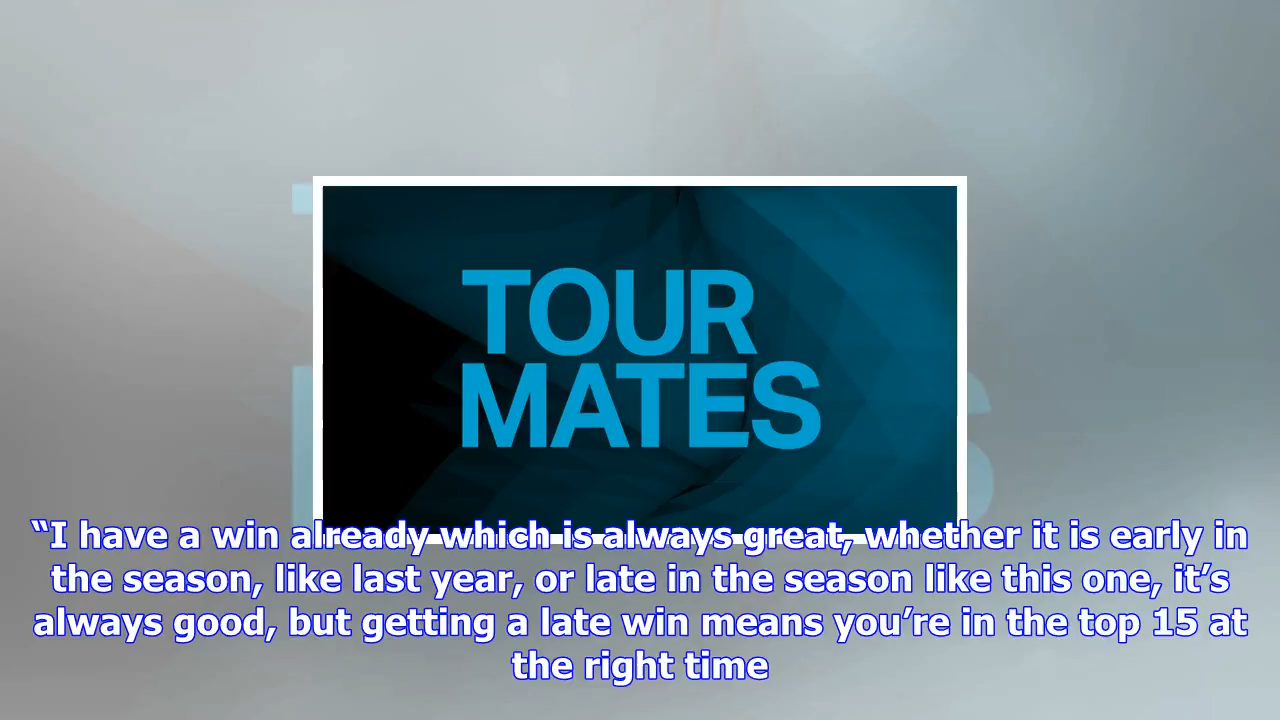 TOUR
MATES
“I have a win already which is always great, whether it is early in
the season, like last year, or late in the season like this one, it’s
always good, but getting a late win means you’re in the top 15 at
the right time